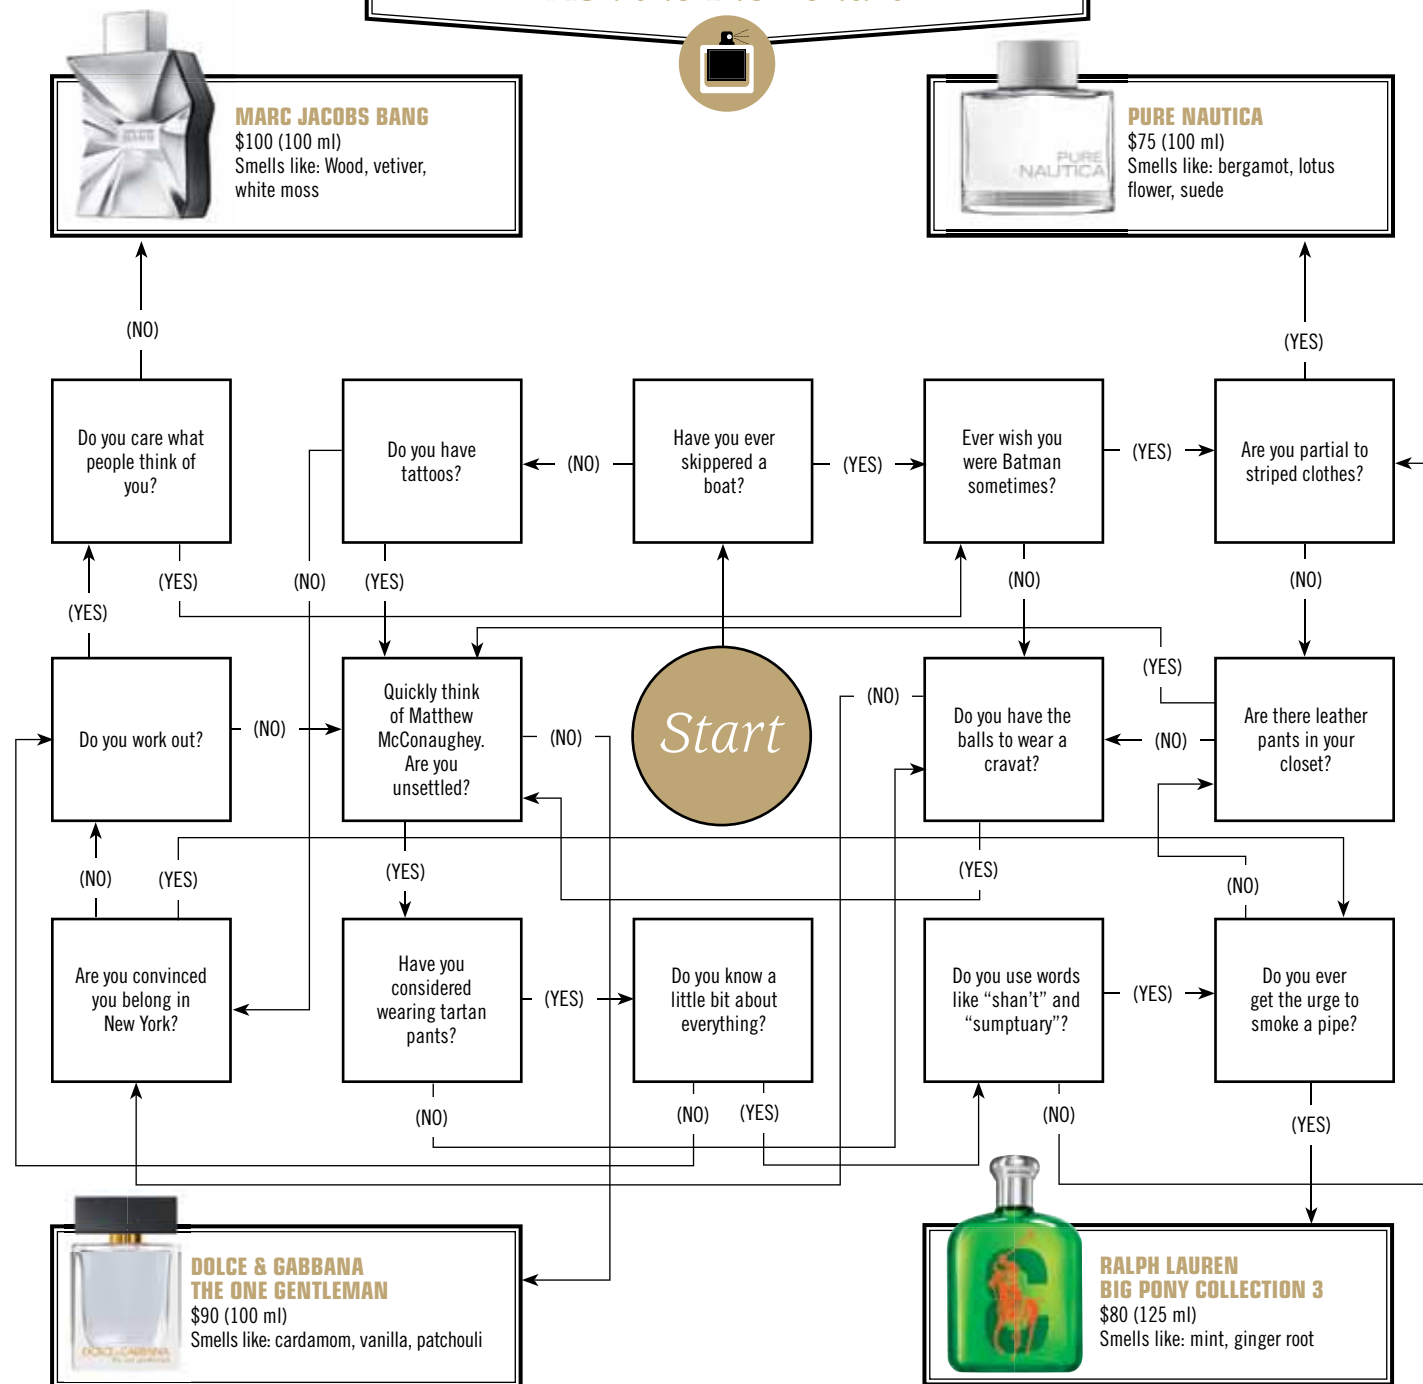 MARC JACOBS BANG
$100 (100 ml)
Smells like: Wood, vetiver,
white moss
PURE
NAUTICA
PURE NAUTICA
$75 (100 ml)
Smells like: bergamot, lotus
flower, suede
(NO)
(YES)
Do you care what
people think of
you?
Do you have
tattoos?
(NO)
Have you ever
skippered a
boat?
(YES)
Ever wish you
were Batman
sometimes?
(YES)
Are you partial to
striped clothes?
(YES)
(YES)
(NO)
(YES)
(NO)
(NO)
Do you work out?
(NO)
Quickly think
of Matthew
McConaughey.
Are you
unsettled?
(NO)
Start
(NO)
Do you have the
balls to wear a
cravat?
(YES)
(NO)
Are there leather
pants in your
closet?
(NO)
(YES)
(YES)
(YES)
(NO)
Are you convinced
you belong in
New York?
Have you
considered
wearing tartan
pants?
(YES)
Do you know a
little bit about
everything?
Do you use words
like “shan’t” and
“sumptuary”?
(YES)
Do you ever
get the urge to
smoke a pipe?
(NO)
(NO)
(YES)
(NO)
(YES)
DOLCE & GABBANA
THE ONE GENTLEMAN
$90 (100 ml)
Smells like: cardamom, vanilla, patchouli
DOLCE & GABBANA
3
RALPH LAUREN
BIG PONY COLLECTION 3
$80 (125 ml)
Smells like: mint, ginger root